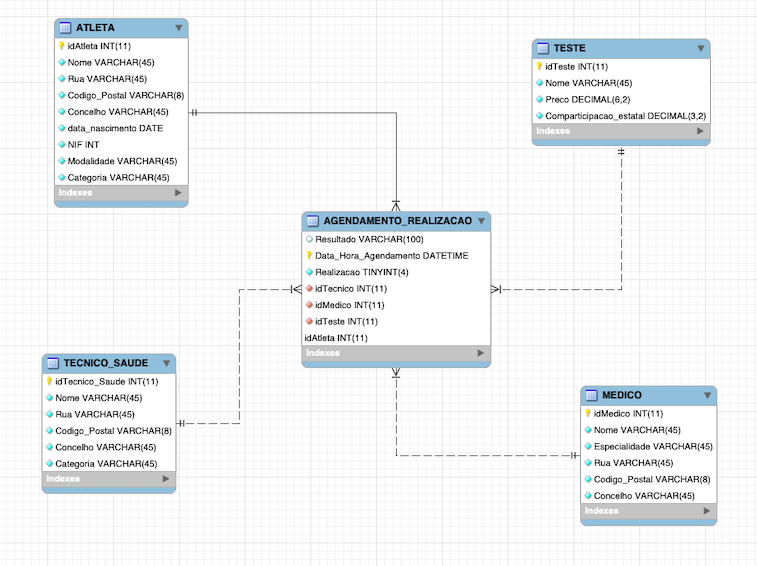 ATLETA
idAtleta INT(11)
Nome VARCHAR(45)
Rua VARCHAR(45)
Codigo_Postal VARCHAR(8)
Concelho VARCHAR(45)
data_nascimento DATE
NIF INT
Modalidade VARCHAR(45)
Categoria VARCHAR(45)
Indexes
TESTE
idTeste INT(11)
Nome VARCHAR(45)
Preco DECIMAL(6,2)
Comparticipacao_estatal DECIMAL(3,2)
Indexes
AGENDAMENTO_REALIZACAO
Resultado VARCHAR(100)
Data_Hora_Agendamento DATETIME
Realizacao TINYINT(4)
idTecnico INT(11)
idMedico INT(11)
idTeste INT(11)
idAtleta INT(11)
Indexes
TECNICO_SAUDE
idTecnico_Saude INT(11)
Nome VARCHAR(45)
Rua VARCHAR(45)
Codigo_Postal VARCHAR(8)
Concelho VARCHAR(45)
Categoria VARCHAR(45)
Indexes
MEDICO
idMedico INT(11)
Nome VARCHAR(45)
Especialidade VARCHAR(45)
Rua VARCHAR(45)
Codigo_Postal VARCHAR(8)
Concelho VARCHAR(45)
Indexes